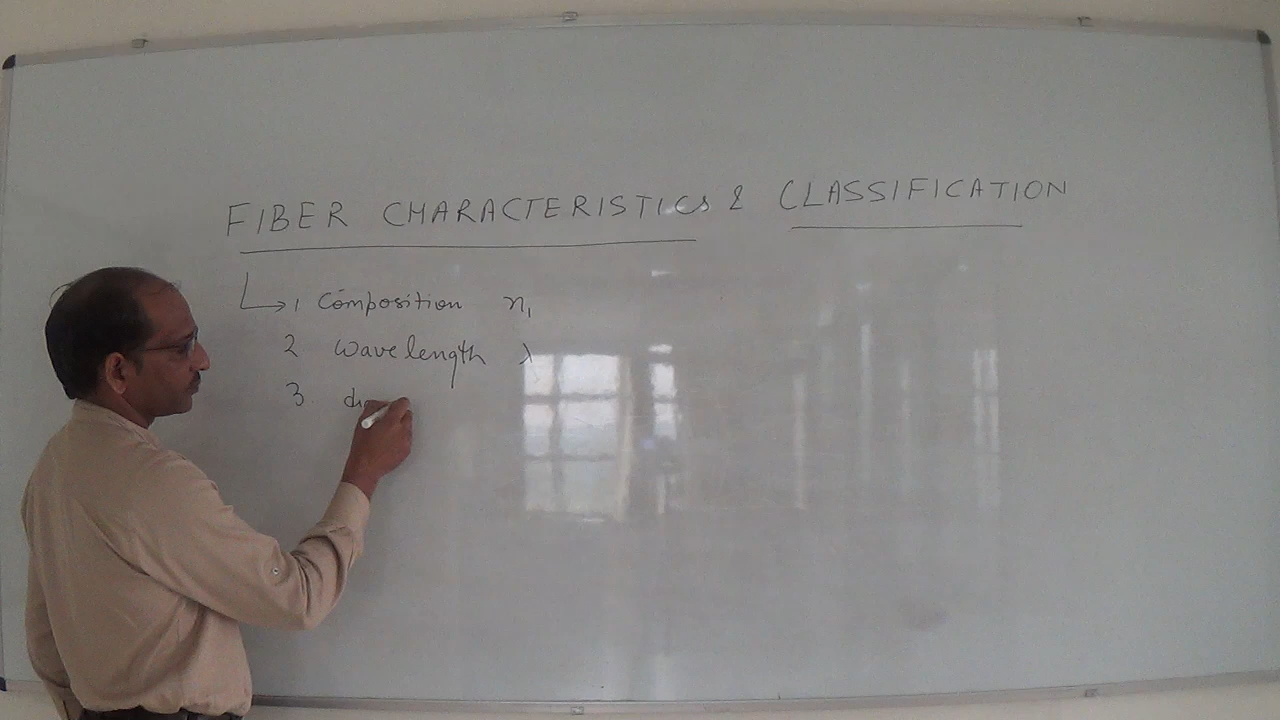 FIBER CHARACTERISTICS & CLASSIFICATION
1 Composition n₁
2 wavelength λ
3.